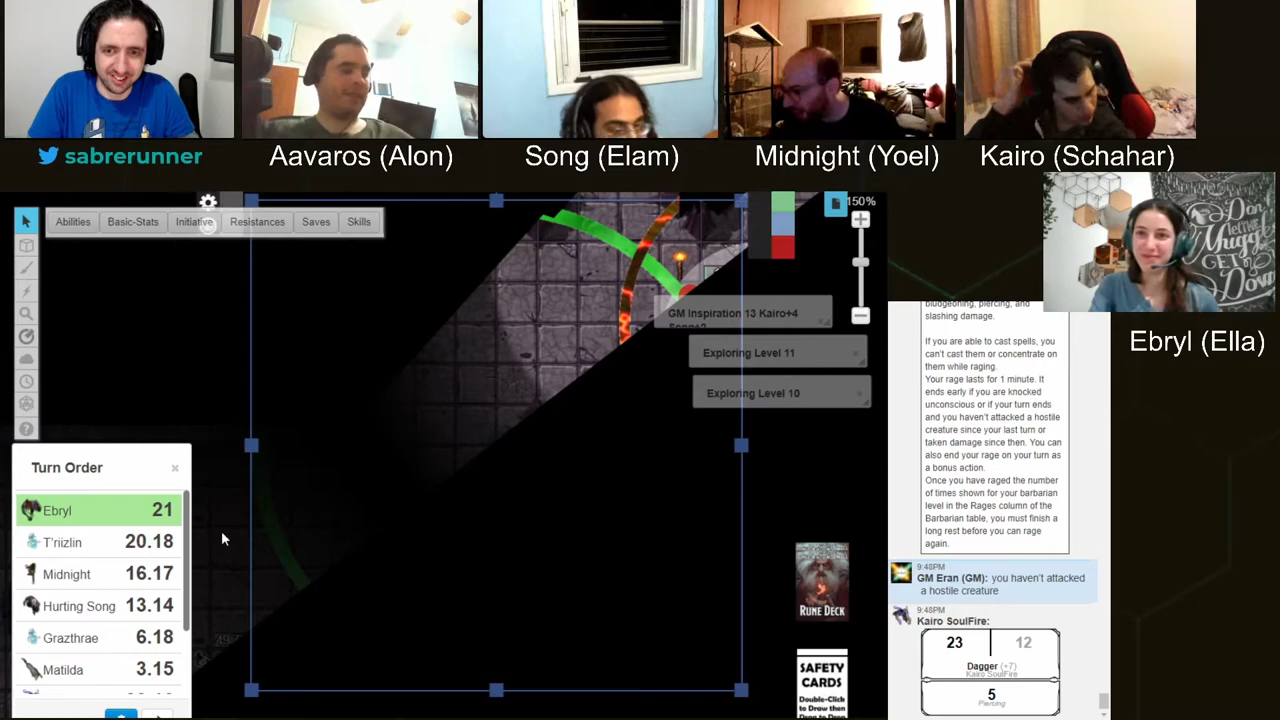 sabrerunner
Aavaros (Alon)
Song (Elam)
Midnight (Yoel)
Kairo (Schahar)
Ebryl (Ella)
Abilities
Basic-Stats
Initiative
Resistances
Saves
Skills
150%
GM Inspiration 13 Kairo+4
Exploring Level 11
Exploring Level 10
Turn Order
Ebryl 21
T'riizlin 20.18
Midnight 16.17
Hurting Song 13.14
Grazthrae 6.18
Matilda 3.15
RUNE DECK
SAFETY
CARDS
Double-Click
to Draw then
bludgeoning, piercing, and
slashing damage.
If you are able to cast spells, you
can't cast them or concentrate on
them while raging.
Your rage lasts for 1 minute. It
ends early if you are knocked
unconscious or if your turn ends
and you haven't attacked a
hostile creature since your last turn or
taken damage since then. You can
also end your rage on your turn as
a bonus action.
Once you have raged the number
of times shown for your barbarian
level in the Rages column of the
Barbarian table, you must finish a
long rest before you can rage
again.
9:48PM
GM Eran (GM): you haven't attacked
a hostile creature
9:48PM
Kairo SoulFire:
23 12
Dagger (+7)
Kairo SoulFire
5
Piercing